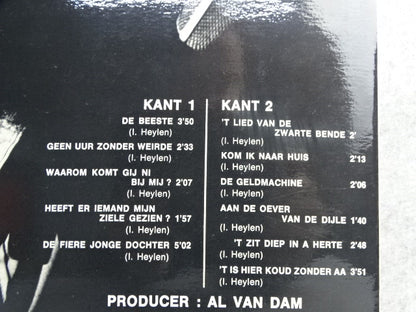 KANT 1
DE BEESTE 3'50
(I. Heylen)
GEEN UUR ZONDER WEIRDE 2'33
(I. Heylen)
WAAROM KOMT GIJ NI
BIJ MIJ ? 2'07
(I. Heylen)
HEEFT ER IEMAND MIJN
ZIELE GEZIEN ? 1'57
(I. Heylen)
DE FIERE JONGE DOCHTER 5'02
(I. Heylen)
KANT 2
'T LIED VAN DE
ZWARTE BENDE 2'
(I. Heylen)
KOM IK NAAR HUIS 2'13
(I. Heylen)
DE GELDMACHINE 2'06
(I. Heylen)
AAN DE OEVER
VAN DE DIJLE 1'40
(I. Heylen)
'T ZIT DIEP IN A HERTE 2'48
(I. Heylen)
'T IS HIER KOUD ZONDER AA 3'51
(I. Heylen)
PRODUCER : AL VAN DAM